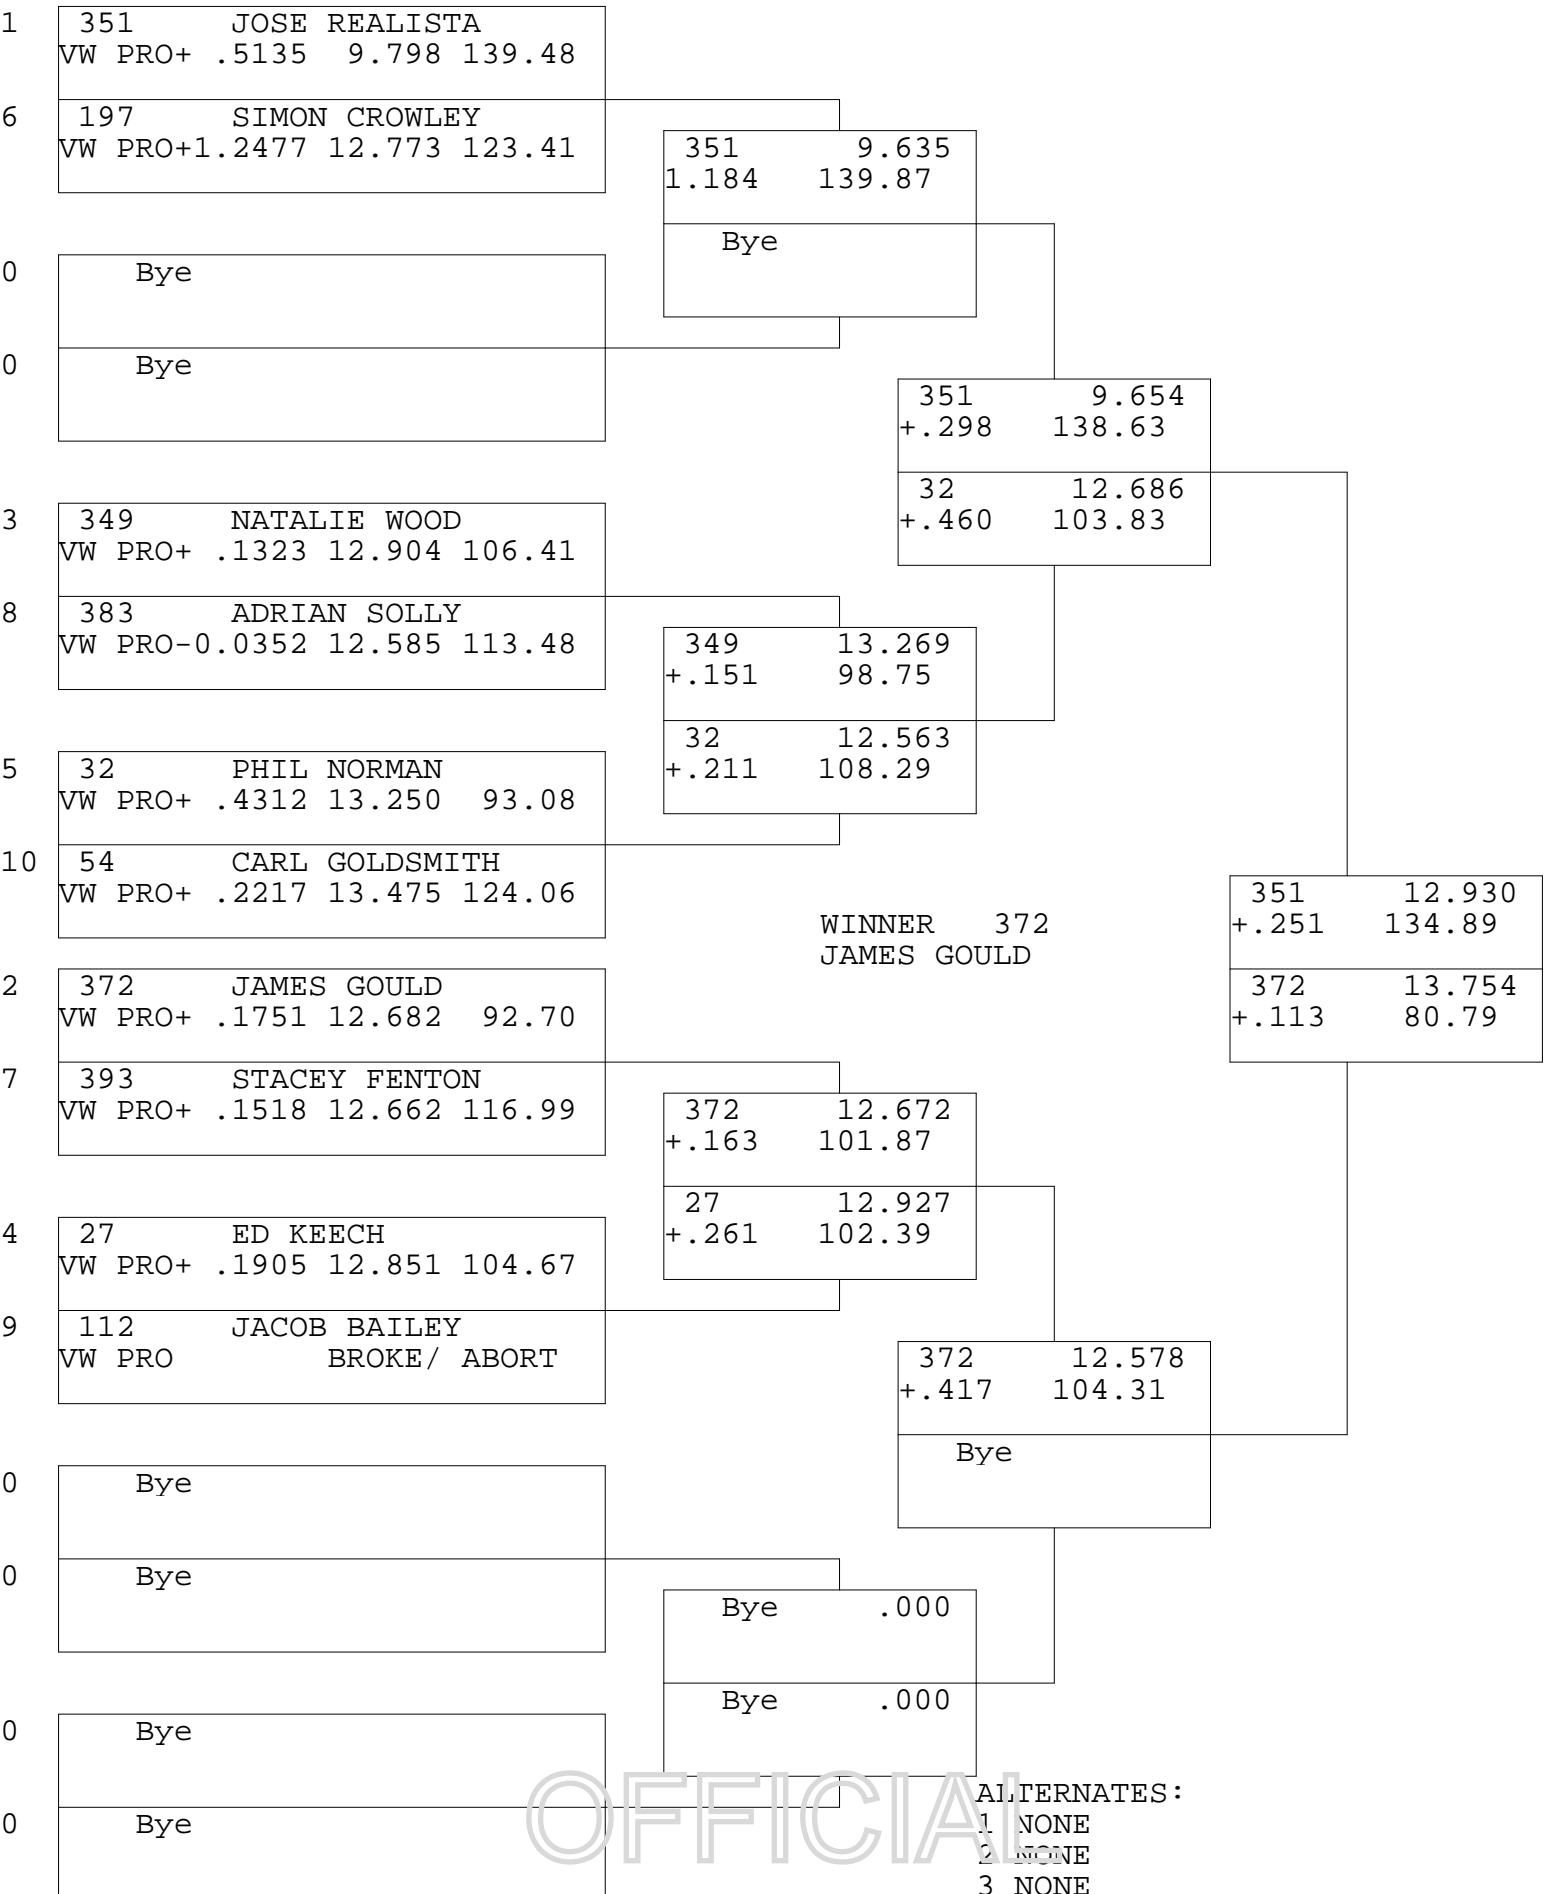 1 351 JOSE REALISTA
VW PRO+ .5135 9.798 139.48
6 197 SIMON CROWLEY
VW PRO+1.2477 12.773 123.41
0 Bye
0 Bye
3 349 NATALIE WOOD
VW PRO+ .1323 12.904 106.41
8 383 ADRIAN SOLLY
VW PRO-0.0352 12.585 113.48
5 32 PHIL NORMAN
VW PRO+ .4312 13.250 93.08
10 54 CARL GOLDSMITH
VW PRO+ .2217 13.475 124.06
2 372 JAMES GOULD
VW PRO+ .1751 12.682 92.70
7 393 STACEY FENTON
VW PRO+ .1518 12.662 116.99
4 27 ED KEECH
VW PRO+ .1905 12.851 104.67
9 112 JACOB BAILEY
VW PRO BROKE/ ABORT
0 Bye
0 Bye
0 Bye
0 Bye
351 9.635
1.184 139.87
Bye
349 13.269
+.151 98.75
32 12.563
+.211 108.29
372 12.672
+.163 101.87
27 12.927
+.261 102.39
Bye .000
Bye .000
351 9.654
+.298 138.63
32 12.686
+.460 103.83
372 12.578
+.417 104.31
Bye
351 12.930
+.251 134.89
372 13.754
+.113 80.79
WINNER 372
JAMES GOULD
ALTERNATES:
1 NONE
2 NONE
3 NONE
OFFICIAL